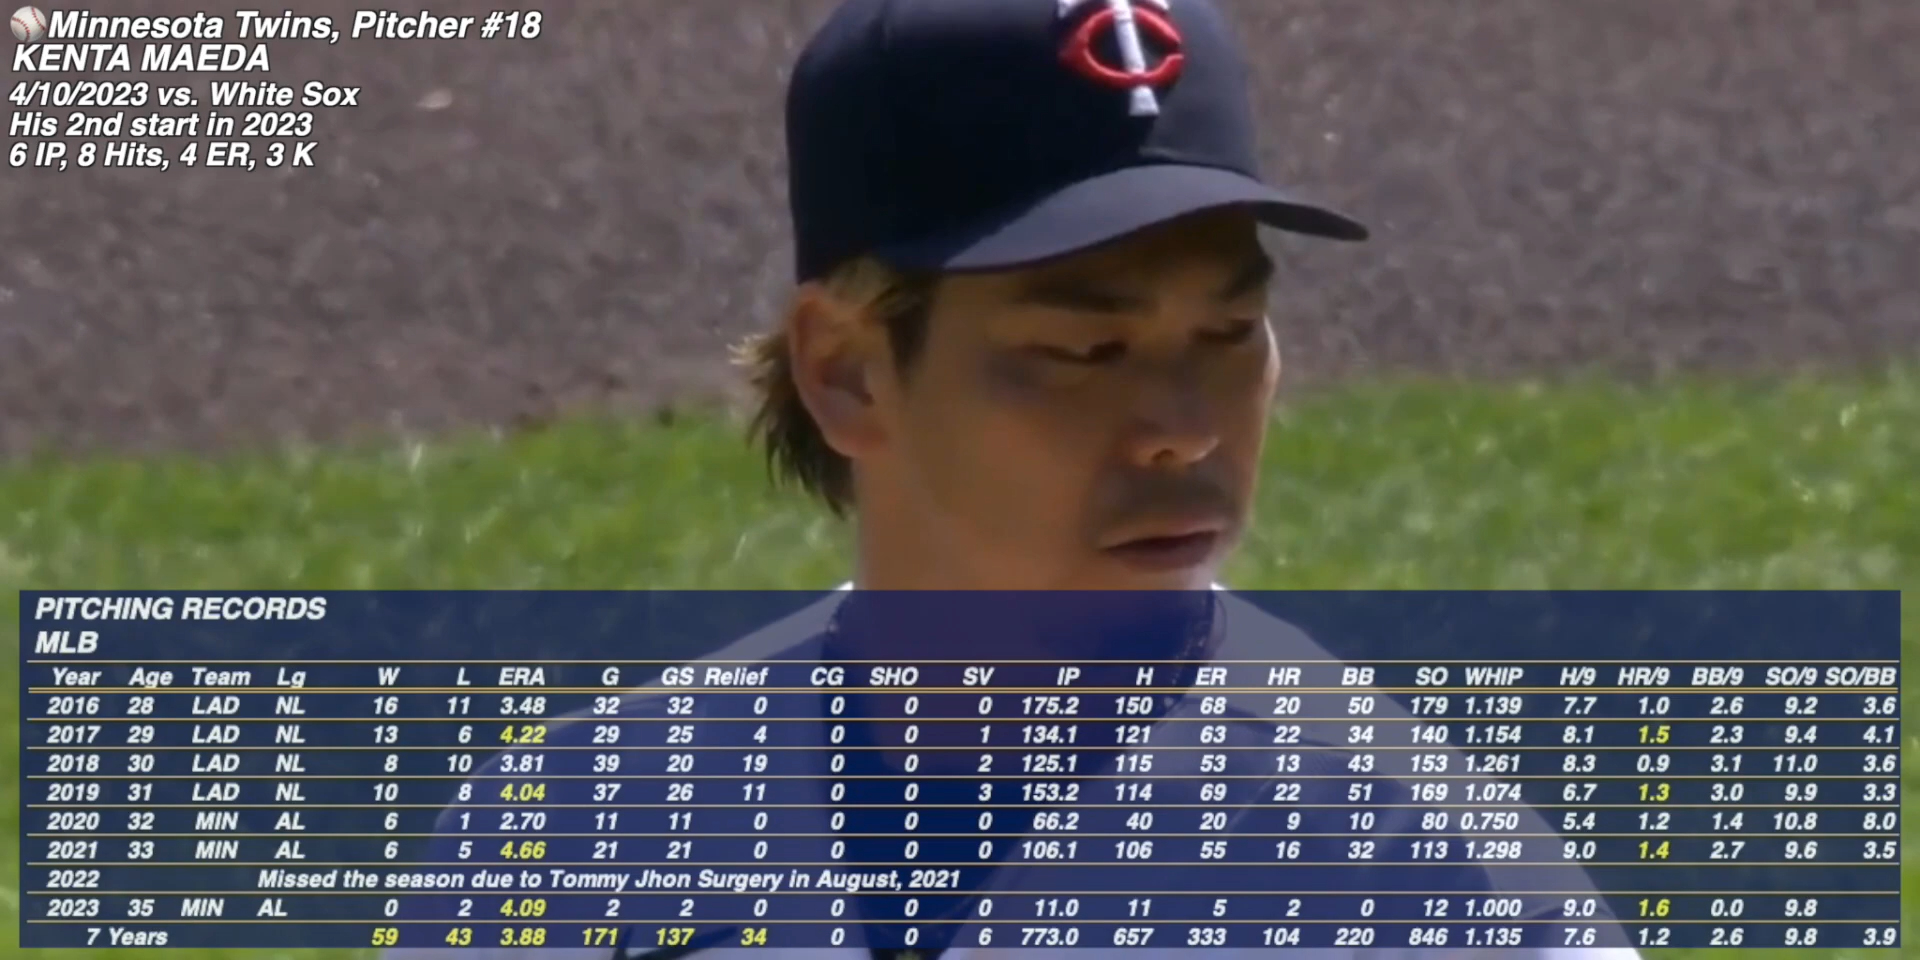 ⚾Minnesota Twins, Pitcher #18
KENTA MAEDA
4/10/2023 vs. White Sox
His 2nd start in 2023
6 IP, 8 Hits, 4 ER, 3 K
PITCHING RECORDS
MLB
Year Age Team Lg W L ERA G GS Relief CG SHO SV IP H ER HR BB SO WHIP H/9 HR/9 BB/9 SO/9 SO/BB
2016 28 LAD NL 16 11 3.48 32 32 0 0 0 0 175.2 150 68 20 50 179 1.139 7.7 1.0 2.6 9.2 3.6
2017 29 LAD NL 13 6 4.22 29 25 4 0 0 1 134.1 121 63 22 34 140 1.154 8.1 1.5 2.3 9.4 4.1
2018 30 LAD NL 8 10 3.81 39 20 19 0 0 2 125.1 115 53 13 43 153 1.261 8.3 0.9 3.1 11.0 3.6
2019 31 LAD NL 10 8 4.04 37 26 11 0 0 3 153.2 114 69 22 51 169 1.074 6.7 1.3 3.0 9.9 3.3
2020 32 MIN AL 6 1 2.70 11 11 0 0 0 0 66.2 40 20 9 10 80 0.750 5.4 1.2 1.4 10.8 8.0
2021 33 MIN AL 6 5 4.66 21 21 0 0 0 0 106.1 106 55 16 32 113 1.298 9.0 1.4 2.7 9.6 3.5
2022 Missed the season due to Tommy Jhon Surgery in August, 2021
2023 35 MIN AL 0 2 4.09 2 2 0 0 0 0 11.0 11 5 2 0 12 1.000 9.0 1.6 0.0 9.8
7 Years 59 43 3.88 171 137 34 0 0 6 773.0 657 333 104 220 846 1.135 7.6 1.2 2.6 9.8 3.9